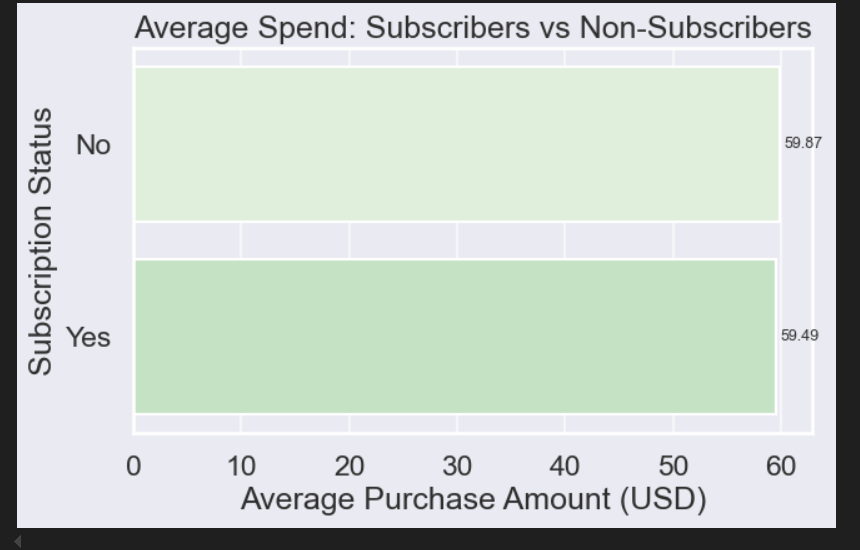 Average Spend: Subscribers vs Non-Subscribers
Subscription Status
No
59.87
Yes
59.49
0 10 20 30 40 50 60
Average Purchase Amount (USD)